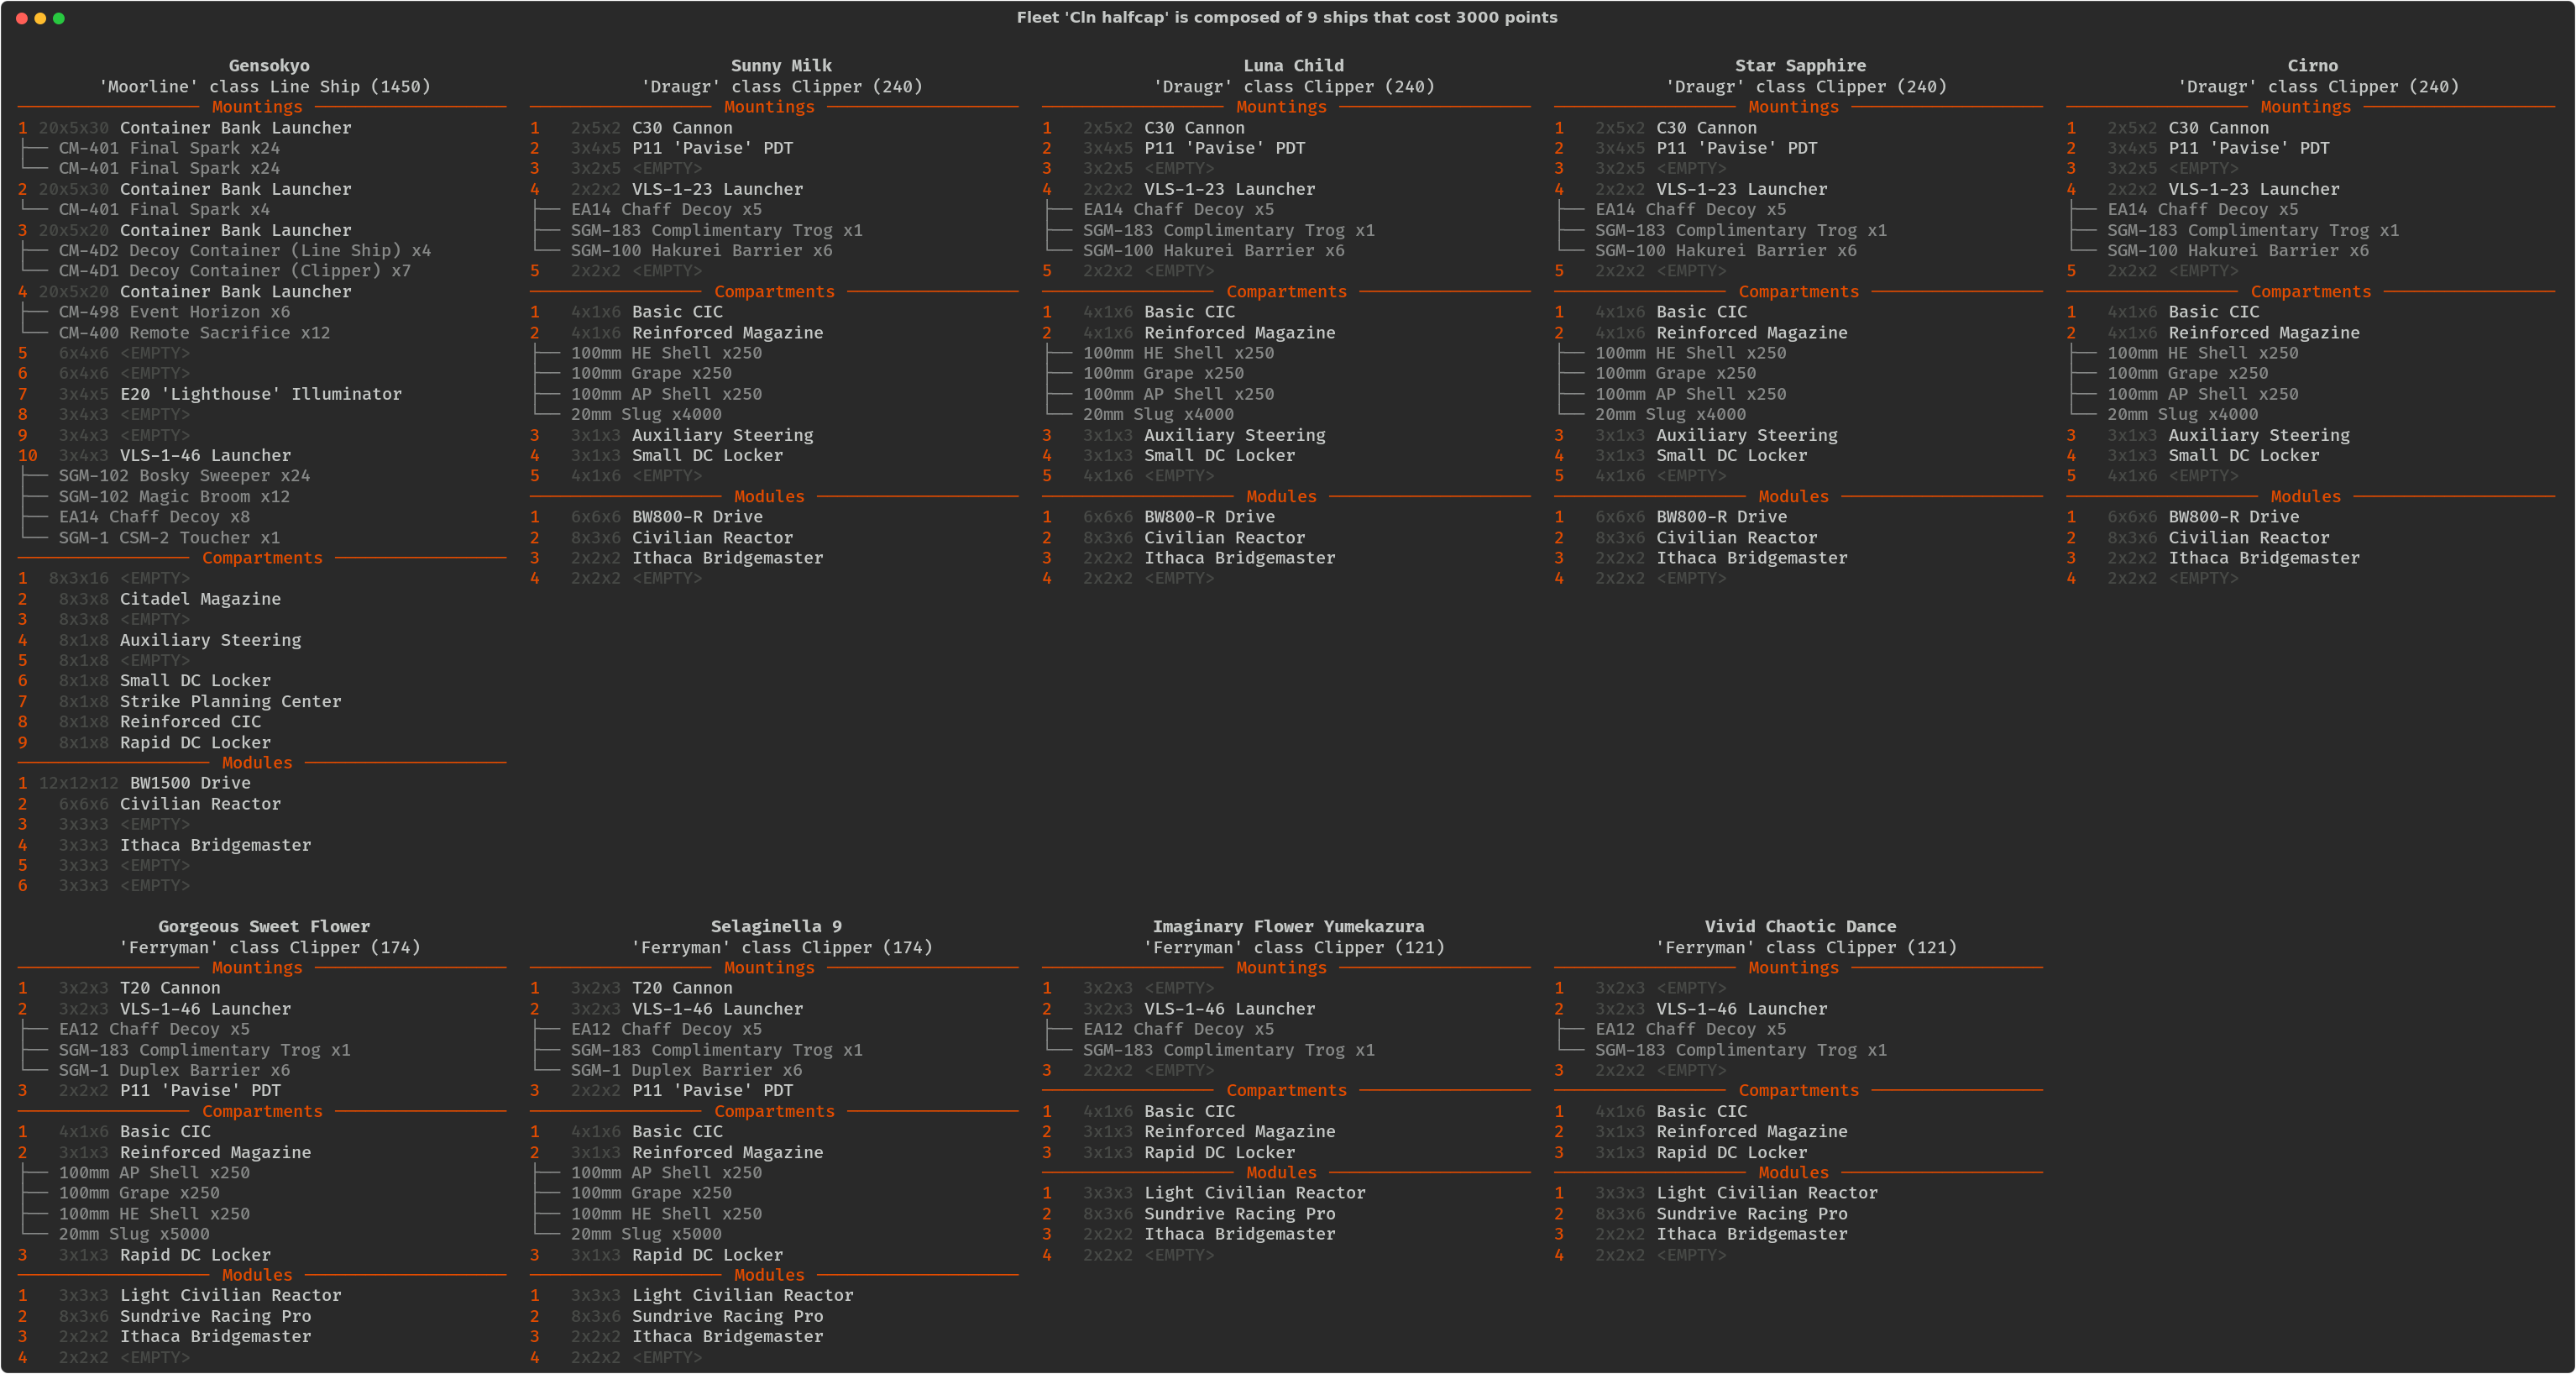 Fleet 'Cln halfcap' is composed of 9 ships that cost 3000 points
Gensokyo
'Moorline' class Line Ship (1450)
Mountings
1 20x5x30 Container Bank Launcher
CM-401 Final Spark x24
CM-401 Final Spark x24
2 20x5x30 Container Bank Launcher
CM-401 Final Spark x4
3 20x5x20 Container Bank Launcher
CM-4D2 Decoy Container (Line Ship) x4
CM-4D1 Decoy Container (Clipper) x7
4 20x5x20 Container Bank Launcher
CM-498 Event Horizon x6
CM-400 Remote Sacrifice x12
5 6x4x6 <EMPTY>
6 6x4x6 <EMPTY>
7 3x4x5 E20 'Lighthouse' Illuminator
8 3x4x3 <EMPTY>
9 3x4x3 <EMPTY>
10 3x4x3 VLS-1-46 Launcher
SGM-102 Bosky Sweeper x24
SGM-102 Magic Broom x12
EA14 Chaff Decoy x8
SGM-1 CSM-2 Toucher x1
Compartments
1 8x3x16 <EMPTY>
2 8x3x8 Citadel Magazine
3 8x3x8 <EMPTY>
4 8x1x8 Auxiliary Steering
5 8x1x8 <EMPTY>
6 8x1x8 Small DC Locker
7 8x1x8 Strike Planning Center
8 8x1x8 Reinforced CIC
9 8x1x8 Rapid DC Locker
Modules
1 12x12x12 BW1500 Drive
2 6x6x6 Civilian Reactor
3 3x3x3 <EMPTY>
4 3x3x3 Ithaca Bridgemaster
5 3x3x3 <EMPTY>
6 3x3x3 <EMPTY>
Sunny Milk
'Draugr' class Clipper (240)
Mountings
1 2x5x2 C30 Cannon
2 3x4x5 P11 'Pavise' PDT
3 3x2x5 <EMPTY>
4 2x2x2 VLS-1-23 Launcher
EA14 Chaff Decoy x5
SGM-183 Complimentary Trog x1
SGM-100 Hakurei Barrier x6
5 2x2x2 <EMPTY>
Compartments
1 4x1x6 Basic CIC
2 4x1x6 Reinforced Magazine
100mm HE Shell x250
100mm Grape x250
100mm AP Shell x250
20mm Slug x4000
3 3x1x3 Auxiliary Steering
4 3x1x3 Small DC Locker
5 4x1x6 <EMPTY>
Modules
1 6x6x6 BW800-R Drive
2 8x3x6 Civilian Reactor
3 2x2x2 Ithaca Bridgemaster
4 2x2x2 <EMPTY>
Luna Child
'Draugr' class Clipper (240)
Mountings
1 2x5x2 C30 Cannon
2 3x4x5 P11 'Pavise' PDT
3 3x2x5 <EMPTY>
4 2x2x2 VLS-1-23 Launcher
EA14 Chaff Decoy x5
SGM-183 Complimentary Trog x1
SGM-100 Hakurei Barrier x6
5 2x2x2 <EMPTY>
Compartments
1 4x1x6 Basic CIC
2 4x1x6 Reinforced Magazine
100mm HE Shell x250
100mm Grape x250
100mm AP Shell x250
20mm Slug x4000
3 3x1x3 Auxiliary Steering
4 3x1x3 Small DC Locker
5 4x1x6 <EMPTY>
Modules
1 6x6x6 BW800-R Drive
2 8x3x6 Civilian Reactor
3 2x2x2 Ithaca Bridgemaster
4 2x2x2 <EMPTY>
Star Sapphire
'Draugr' class Clipper (240)
Mountings
1 2x5x2 C30 Cannon
2 3x4x5 P11 'Pavise' PDT
3 3x2x5 <EMPTY>
4 2x2x2 VLS-1-23 Launcher
EA14 Chaff Decoy x5
SGM-183 Complimentary Trog x1
SGM-100 Hakurei Barrier x6
5 2x2x2 <EMPTY>
Compartments
1 4x1x6 Basic CIC
2 4x1x6 Reinforced Magazine
100mm HE Shell x250
100mm Grape x250
100mm AP Shell x250
20mm Slug x4000
3 3x1x3 Auxiliary Steering
4 3x1x3 Small DC Locker
5 4x1x6 <EMPTY>
Modules
1 6x6x6 BW800-R Drive
2 8x3x6 Civilian Reactor
3 2x2x2 Ithaca Bridgemaster
4 2x2x2 <EMPTY>
Cirno
'Draugr' class Clipper (240)
Mountings
1 2x5x2 C30 Cannon
2 3x4x5 P11 'Pavise' PDT
3 3x2x5 <EMPTY>
4 2x2x2 VLS-1-23 Launcher
EA14 Chaff Decoy x5
SGM-183 Complimentary Trog x1
SGM-100 Hakurei Barrier x6
5 2x2x2 <EMPTY>
Compartments
1 4x1x6 Basic CIC
2 4x1x6 Reinforced Magazine
100mm HE Shell x250
100mm Grape x250
100mm AP Shell x250
20mm Slug x4000
3 3x1x3 Auxiliary Steering
4 3x1x3 Small DC Locker
5 4x1x6 <EMPTY>
Modules
1 6x6x6 BW800-R Drive
2 8x3x6 Civilian Reactor
3 2x2x2 Ithaca Bridgemaster
4 2x2x2 <EMPTY>
Gorgeous Sweet Flower
'Ferryman' class Clipper (174)
Mountings
1 3x2x3 T20 Cannon
2 3x2x3 VLS-1-46 Launcher
EA12 Chaff Decoy x5
SGM-183 Complimentary Trog x1
SGM-1 Duplex Barrier x6
3 2x2x2 P11 'Pavise' PDT
Compartments
1 4x1x6 Basic CIC
2 3x1x3 Reinforced Magazine
100mm AP Shell x250
100mm Grape x250
100mm HE Shell x250
20mm Slug x5000
3 3x1x3 Rapid DC Locker
Modules
1 3x3x3 Light Civilian Reactor
2 8x3x6 Sundrive Racing Pro
3 2x2x2 Ithaca Bridgemaster
4 2x2x2 <EMPTY>
Selaginella 9
'Ferryman' class Clipper (174)
Mountings
1 3x2x3 T20 Cannon
2 3x2x3 VLS-1-46 Launcher
EA12 Chaff Decoy x5
SGM-183 Complimentary Trog x1
SGM-1 Duplex Barrier x6
3 2x2x2 P11 'Pavise' PDT
Compartments
1 4x1x6 Basic CIC
2 3x1x3 Reinforced Magazine
100mm AP Shell x250
100mm Grape x250
100mm HE Shell x250
20mm Slug x5000
3 3x1x3 Rapid DC Locker
Modules
1 3x3x3 Light Civilian Reactor
2 8x3x6 Sundrive Racing Pro
3 2x2x2 Ithaca Bridgemaster
4 2x2x2 <EMPTY>
Imaginary Flower Yumekazura
'Ferryman' class Clipper (121)
Mountings
1 3x2x3 <EMPTY>
2 3x2x3 VLS-1-46 Launcher
EA12 Chaff Decoy x5
SGM-183 Complimentary Trog x1
3 2x2x2 <EMPTY>
Compartments
1 4x1x6 Basic CIC
2 3x1x3 Reinforced Magazine
3 3x1x3 Rapid DC Locker
Modules
1 3x3x3 Light Civilian Reactor
2 8x3x6 Sundrive Racing Pro
3 2x2x2 Ithaca Bridgemaster
4 2x2x2 <EMPTY>
Vivid Chaotic Dance
'Ferryman' class Clipper (121)
Mountings
1 3x2x3 <EMPTY>
2 3x2x3 VLS-1-46 Launcher
EA12 Chaff Decoy x5
SGM-183 Complimentary Trog x1
3 2x2x2 <EMPTY>
Compartments
1 4x1x6 Basic CIC
2 3x1x3 Reinforced Magazine
3 3x1x3 Rapid DC Locker
Modules
1 3x3x3 Light Civilian Reactor
2 8x3x6 Sundrive Racing Pro
3 2x2x2 Ithaca Bridgemaster
4 2x2x2 <EMPTY>